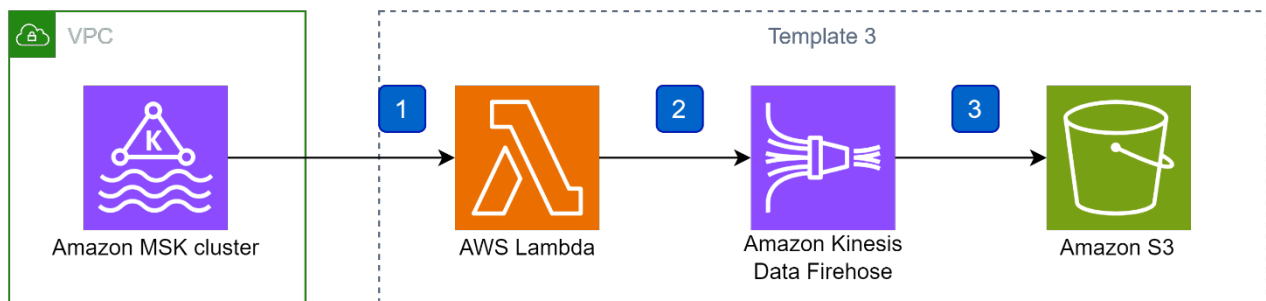 VPC
Template 3
1
2
3
K
Amazon MSK cluster
AWS Lambda
Amazon Kinesis
Data Firehose
Amazon S3